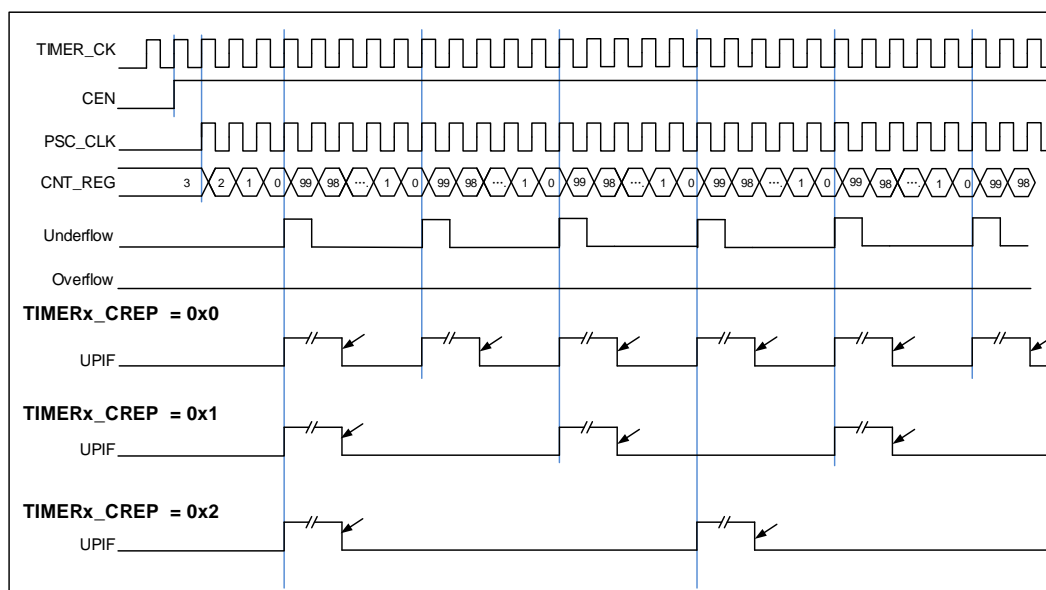 TIMER_CK
CEN
PSC_CLK
CNT_REG 3 2 1 0 99 98 .... 1 0 99 98 .... 1 0 99 98 .... 1 0 99 98 .... 1 0 99 98 .... 1 0 99 98
Underflow
Overflow
TIMERx_CREP = 0x0
UPIF
TIMERx_CREP = 0x1
UPIF
TIMERx_CREP = 0x2
UPIF